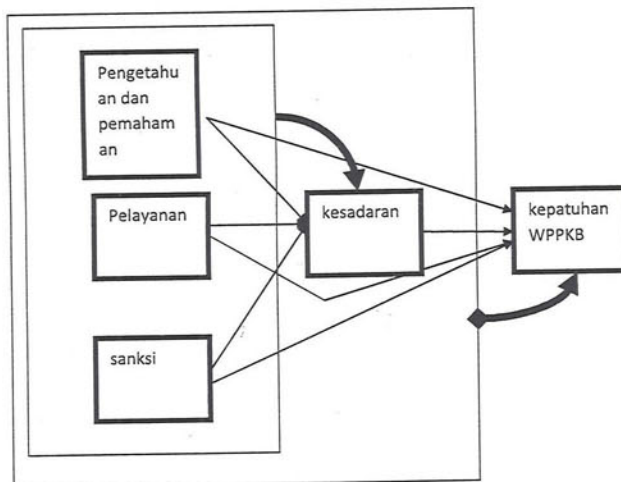 Pengetahu
an dan
pemaham
an
Pelayanan
kesadaran
kepatuhan
WPPKB
sanksi